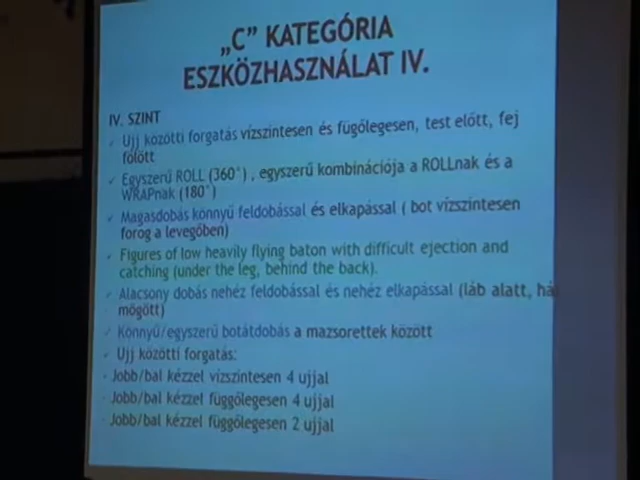 „C” KATEGÓRIA
ESZKÖZHASZNÁLAT IV.
IV. SZINT
Ujj közötti forgatás vízszintesen és függőlegesen, test előtt, fej
fölött
Egyszerű ROLL (360°) , egyszerű kombinációja a ROLLnak és a
WRAPnak (180°)
Magasdobás könnyű feldobással és elkapással ( bot vízszintesen
forog a levegőben)
Figures of low heavily flying baton with difficult ejection and
catching (under the leg, behind the back).
Alacsony dobás nehéz feldobással és nehéz elkapással (láb alatt, há
mögött)
Könnyű/egyszerű botátdobás a mazsorettek között
Ujj közötti forgatás:
Jobb/bal kézzel vízszintesen 4 ujjal
Jobb/bal kézzel függőlegesen 4 ujjal
Jobb/bal kézzel függőlegesen 2 ujjal